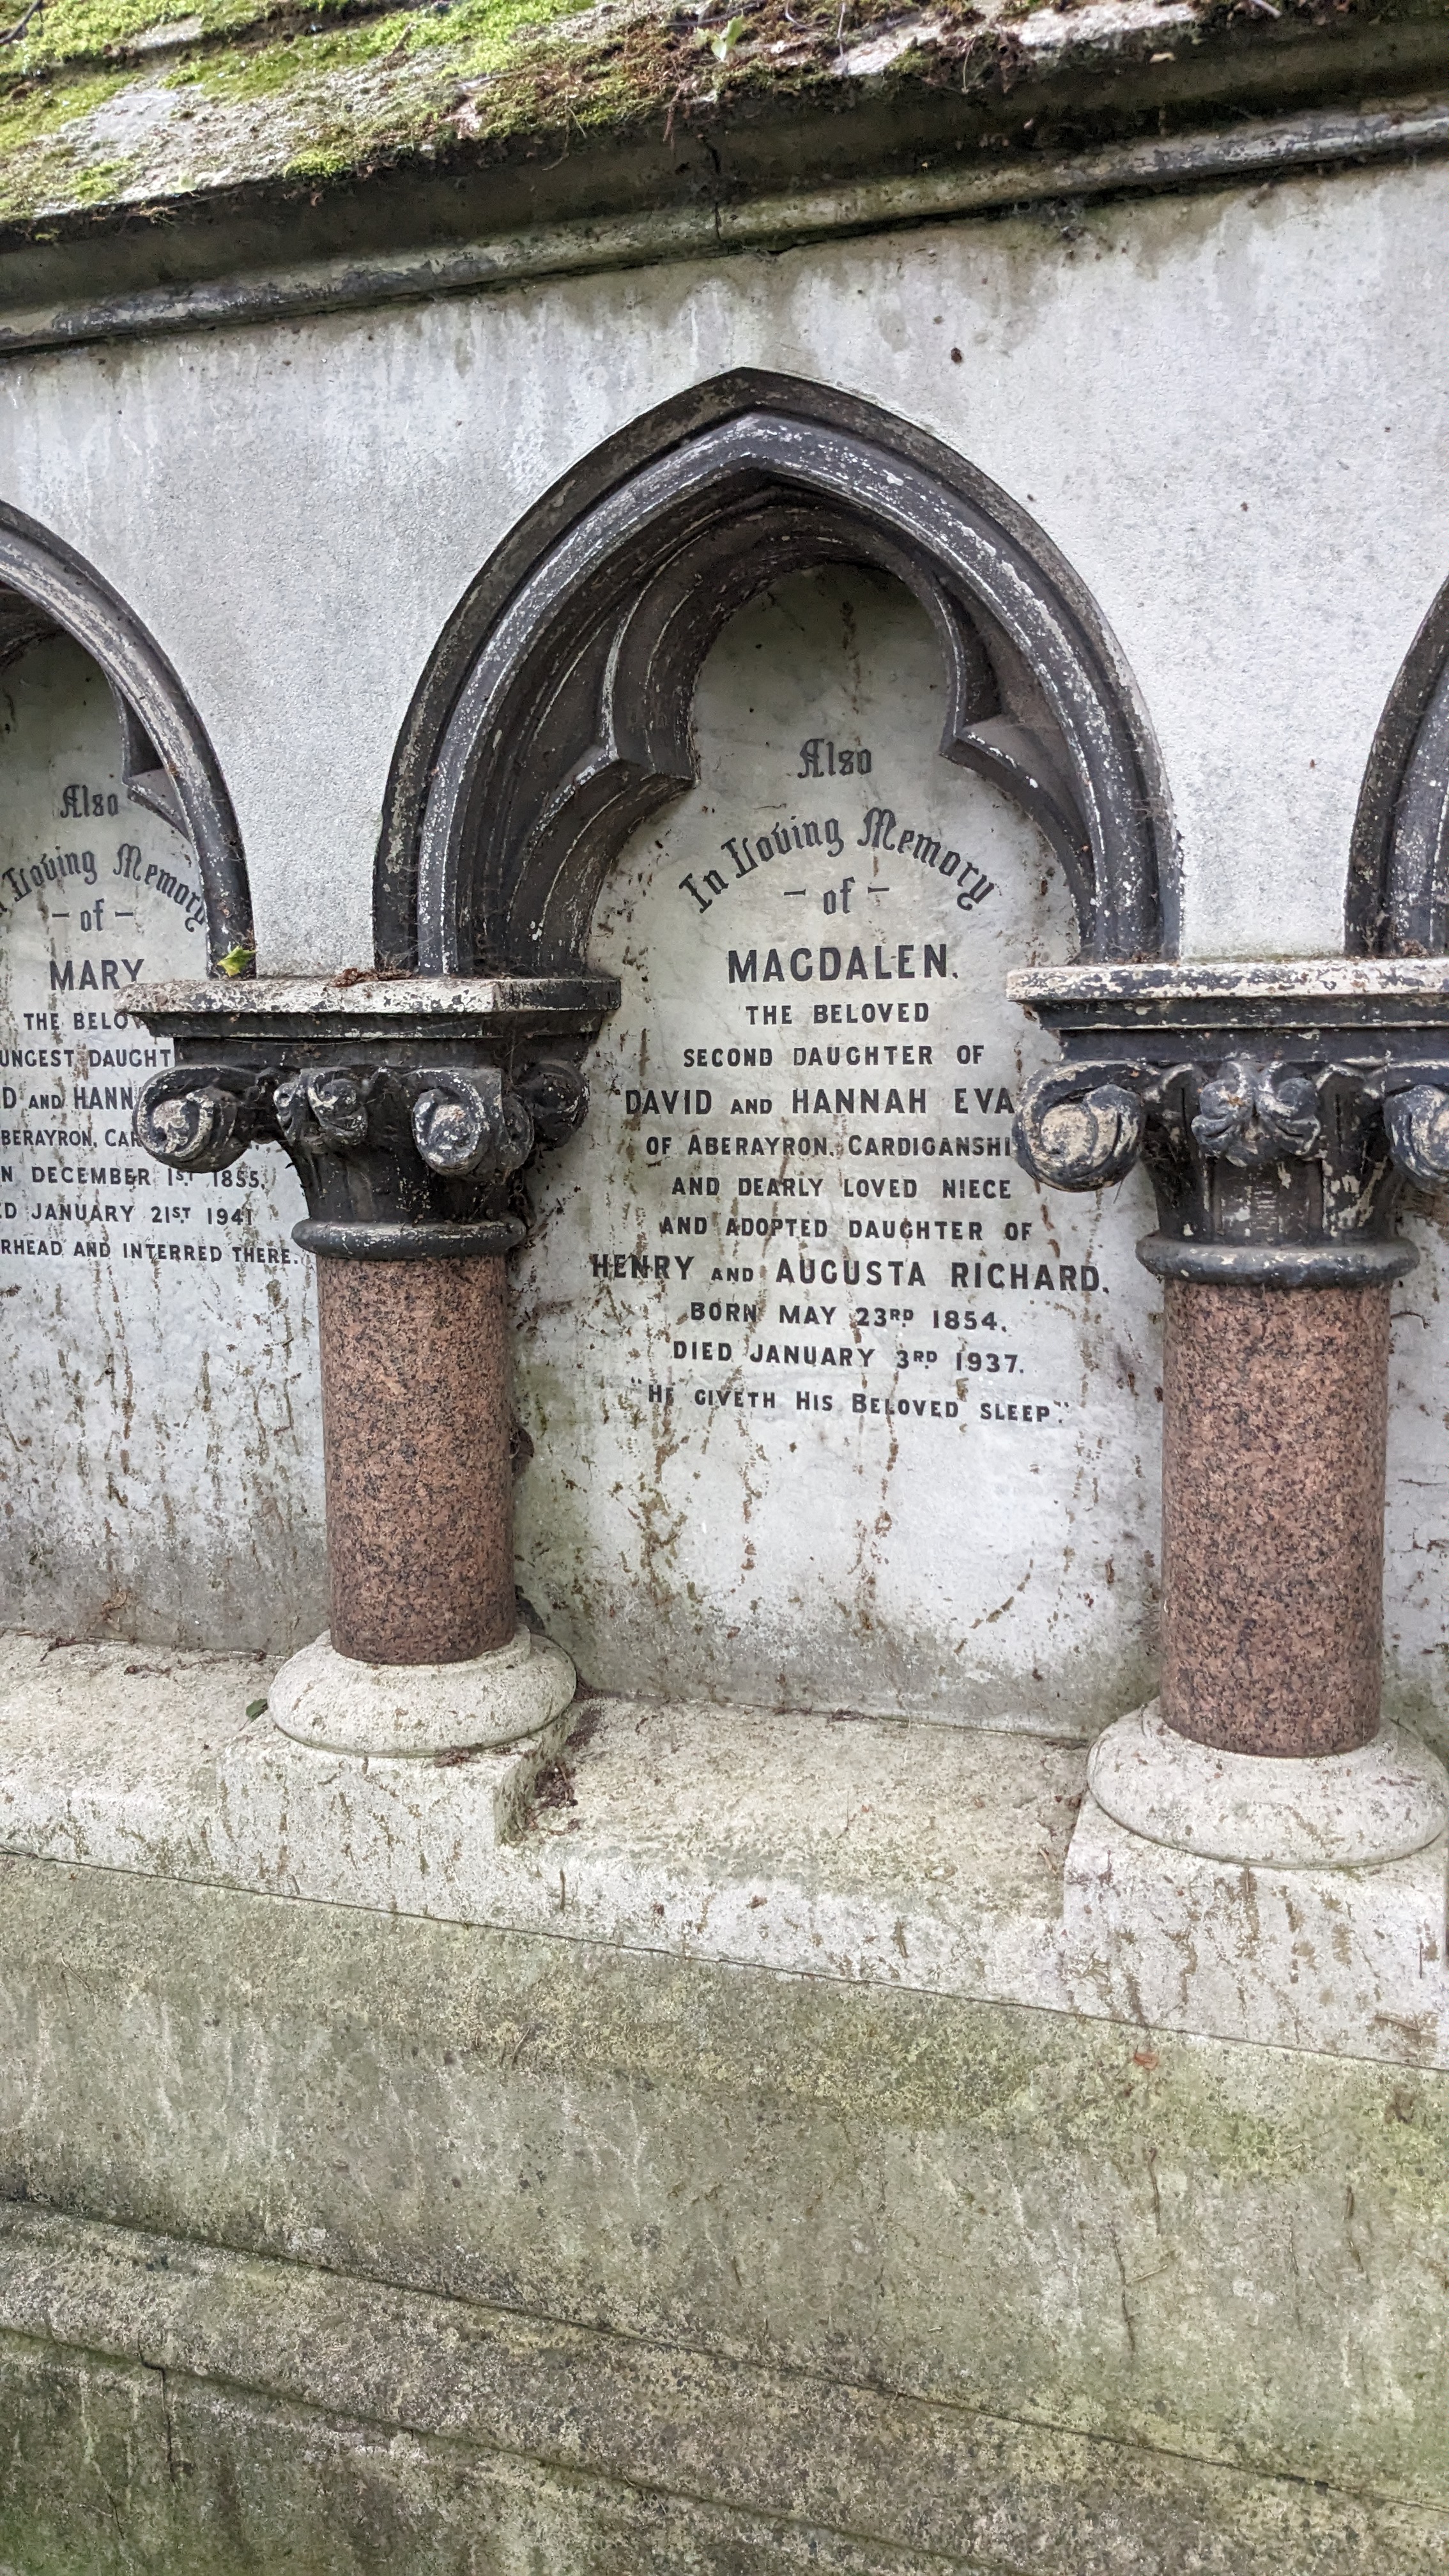 Also
Loving Memory
- of -
MARY
THE BELOV
UNGEST DAUGHT
D AND HANN
BERAYRON, CAR
N DECEMBER 1ST 1855,
ED JANUARY 21ST 1941
RHEAD AND INTERRED THERE.
Also
In Loving Memory
- of -
MAGDALEN.
THE BELOVED
SECOND DAUGHTER OF
DAVID AND HANNAH EVA
OF ABERAYRON, CARDIGANSHI
AND DEARLY LOVED NIECE
AND ADOPTED DAUGHTER OF
HENRY AND AUGUSTA RICHARD.
BORN MAY 23RD 1854,
DIED JANUARY 3RD 1937.
"HE GIVETH HIS BELOVED SLEEP."